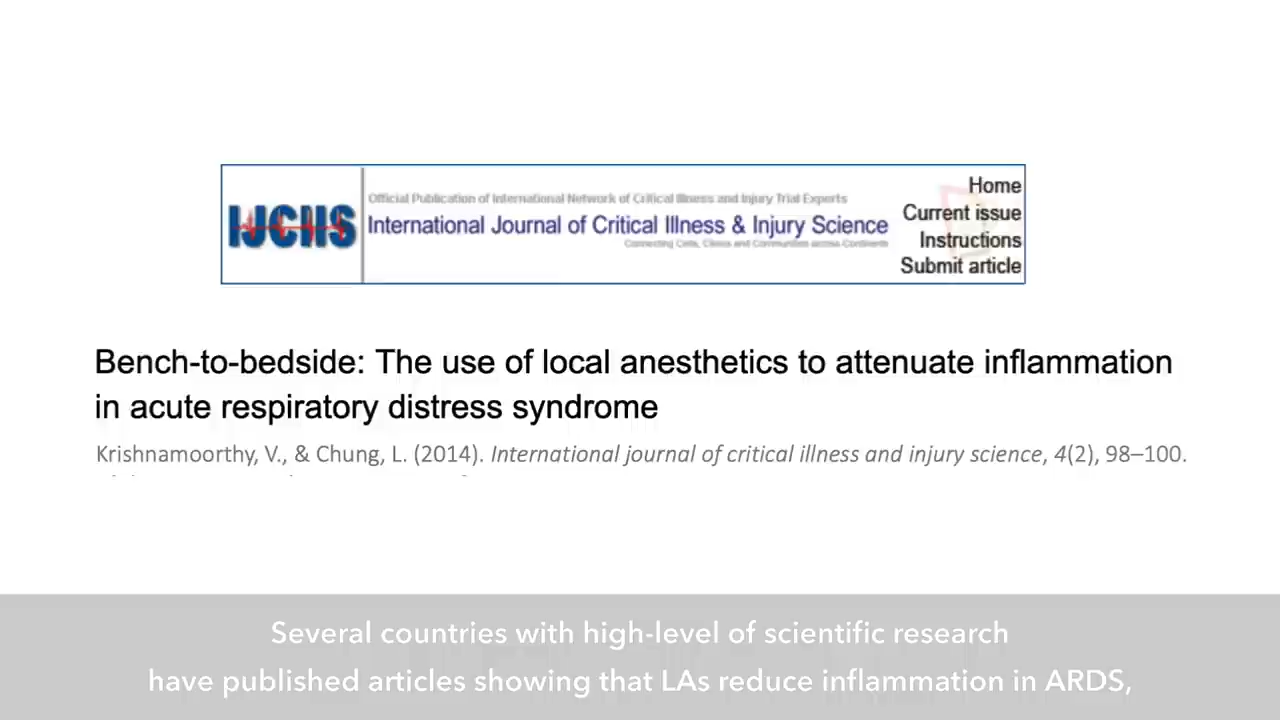 IJCIIS
Official Publication of International Network of Critical Illness and Injury Trial Experts
International Journal of Critical Illness & Injury Science
Connecting Cells, Clinics and Communities across Continents
Home
Current issue
Instructions
Submit article
Bench-to-bedside: The use of local anesthetics to attenuate inflammation
in acute respiratory distress syndrome
Krishnamoorthy, V., & Chung, L. (2014). International journal of critical illness and injury science, 4(2), 98–100.
Several countries with high-level of scientific research
have published articles showing that LAs reduce inflammation in ARDS,